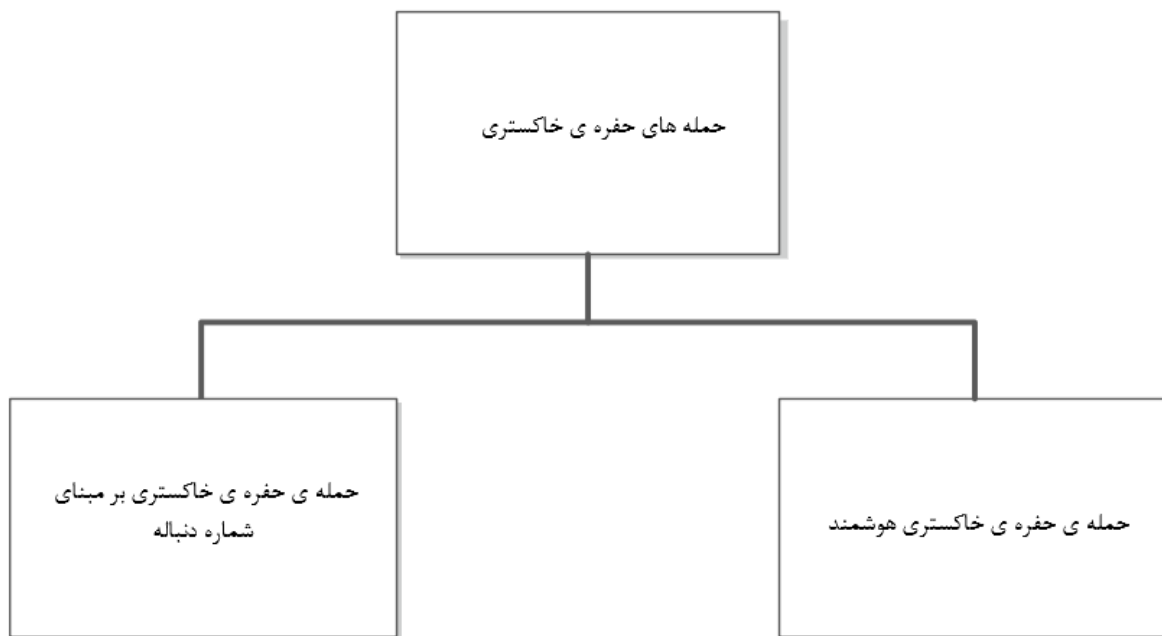 حمله های حفره ی خاکستری
حمله ی حفره ی خاکستری هوشمند
حمله ی حفره ی خاکستری بر مبنای
شماره دنباله